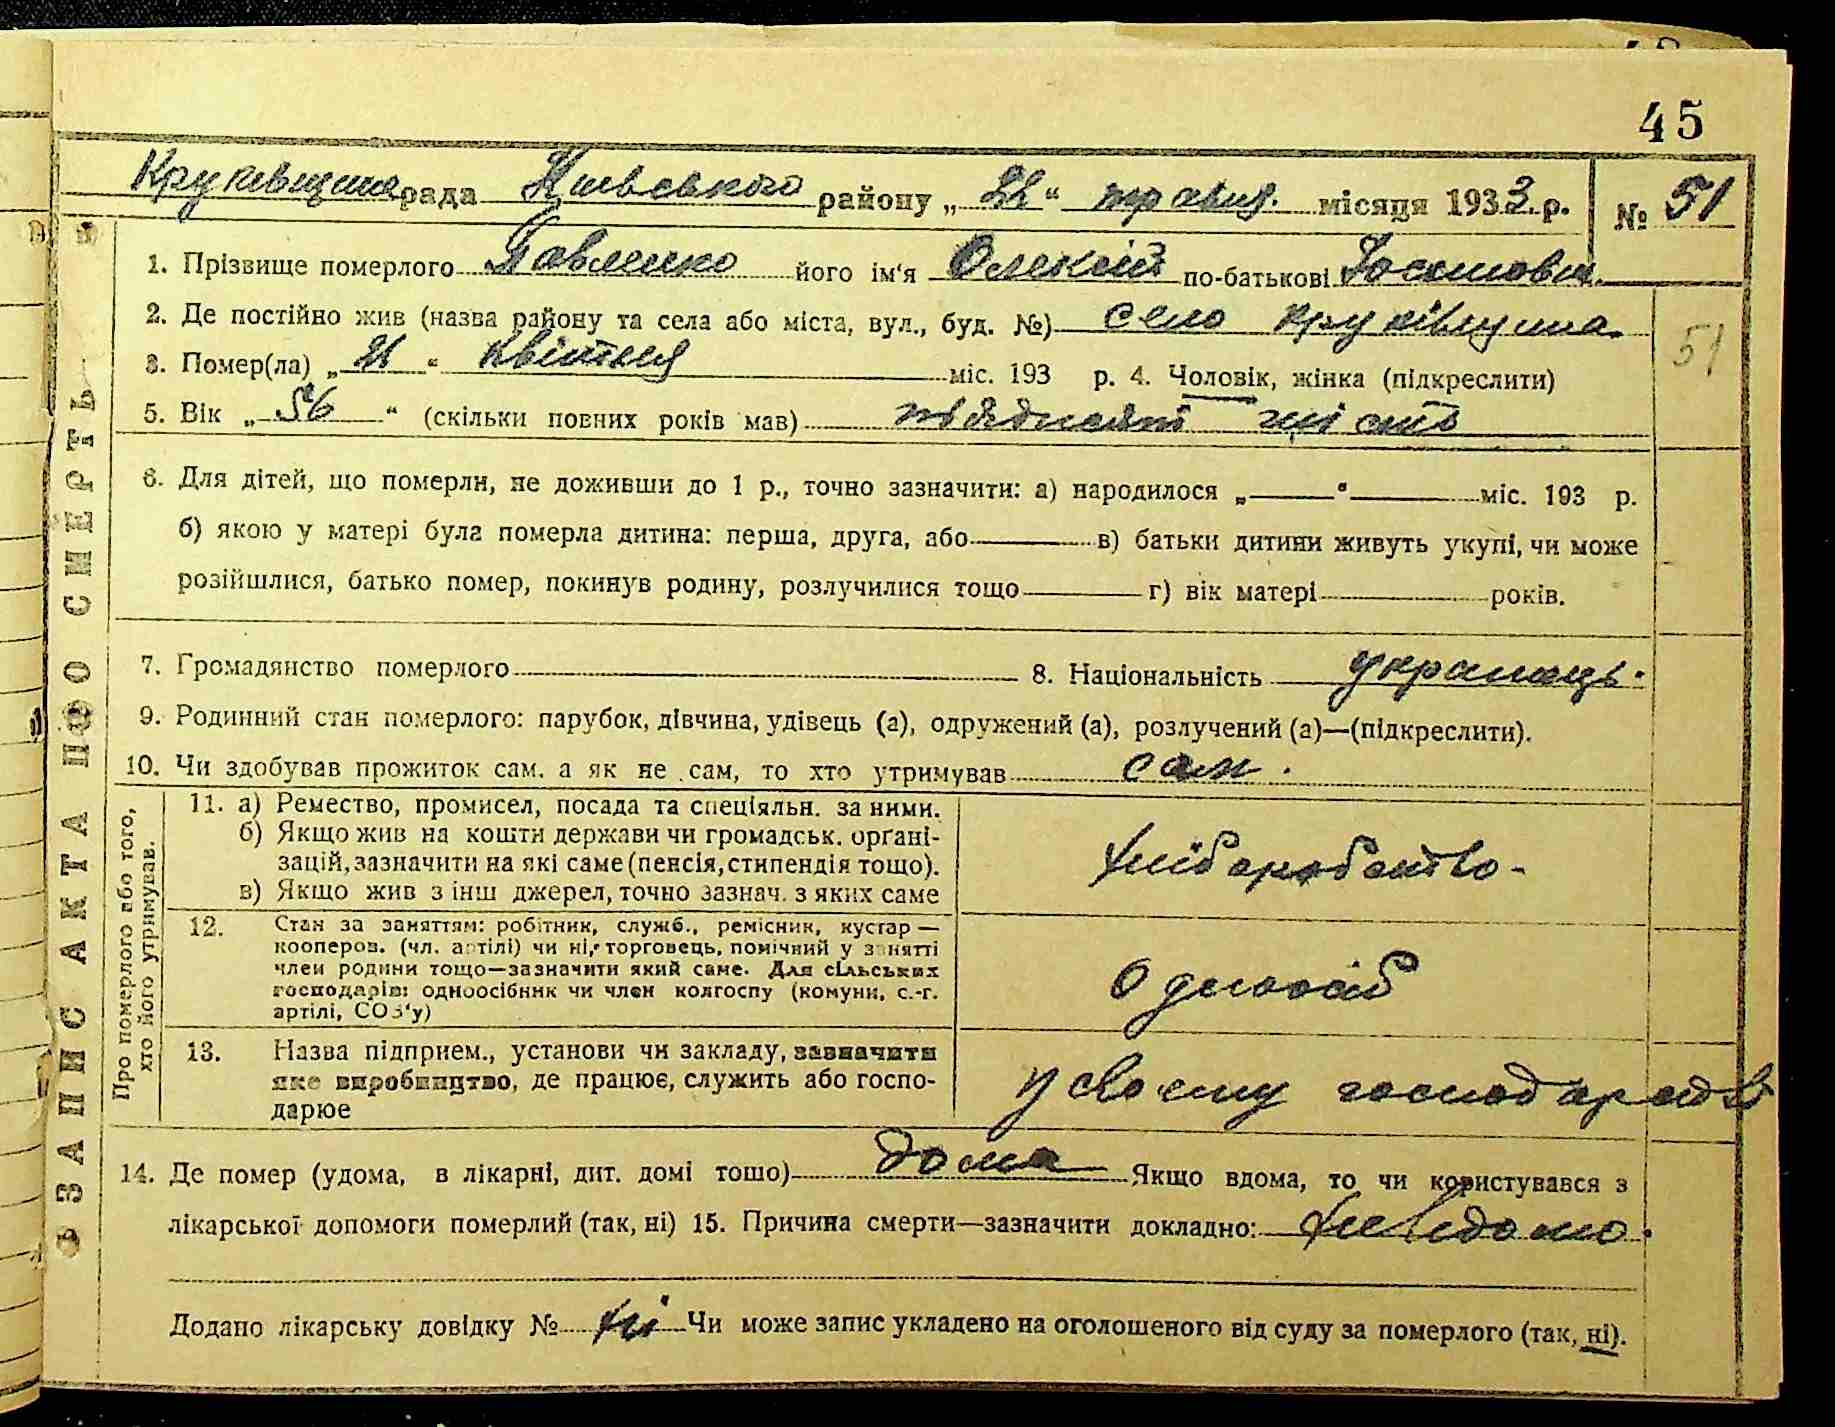 45
рада района „22“ травня місяця 1933 р. № 51
1. Прізвище померлого Павленко його ім‘я Олексій по-батькові
2. Де постійно жив (назва району та села або міста, вул., буд. №) село Круківщина
51
3. Помер(ла) „ “ Квітня міс. 193 р. 4. Чоловік, жінка (підкреслити)
5. Вік „56“ (скільки повних років мав) пядисят шість
6. Для дітей, що померли, не доживши до 1 р., точно зазначити: а) народилося „ “ міс. 193 р.
б) якою у матері була померла дитина: перша, друга, або в) батьки дитини живуть укупі, чи може
розійшлися, батько помер, покинув родину, розлучилися тощо г) вік матері років.
7. Громадянство померлого 8. Національність українець.
9. Родинний стан померлого: парубок, дівчина, удівець (а), одружений (а), розлучений (а)—(підкреслити).
10. Чи здобував прожиток сам, а як не сам, то хто утримував сам.
11. а) Ремество, промисел, посада та спеціяльн. за ними.
б) Якщо жив на кошти держави чи громадськ. організацій, зазначити на які саме (пенсія, стипендія тощо).
в) Якщо жив з інш джерел, точно зазнач. з яких саме
хліборобство-
12. Стан за заняттям: робітник, служб., ремісник, кустар—
кооперов. (чл. артілі) чи ні, торговець, помічний у занятті
член родини тощо—зазначити який саме. Для сільських
господарів: одноосібник чи член колгоспу (комуни, с.-г.
артілі, СОЗ‘у)
Одноосіб
13. Назва підприєм., установи чи закладу, зазначити
яке виробництво, де працює, служить або господарює
у своєму господарстві
14. Де помер (удома, в лікарні, дит. домі тощо) дома Якщо вдома, то чи користувався з
лікарської допомоги померлий (так, ні) 15. Причина смерти—зазначити докладно: невідомо.
Додано лікарську довідку № ні Чи може запис укладено на оголошеного від суду за померлого (так, ні).
ЗАПИС АКТА ПРО СМЕРТЬ
Про померлого або того,
хто його утримував.